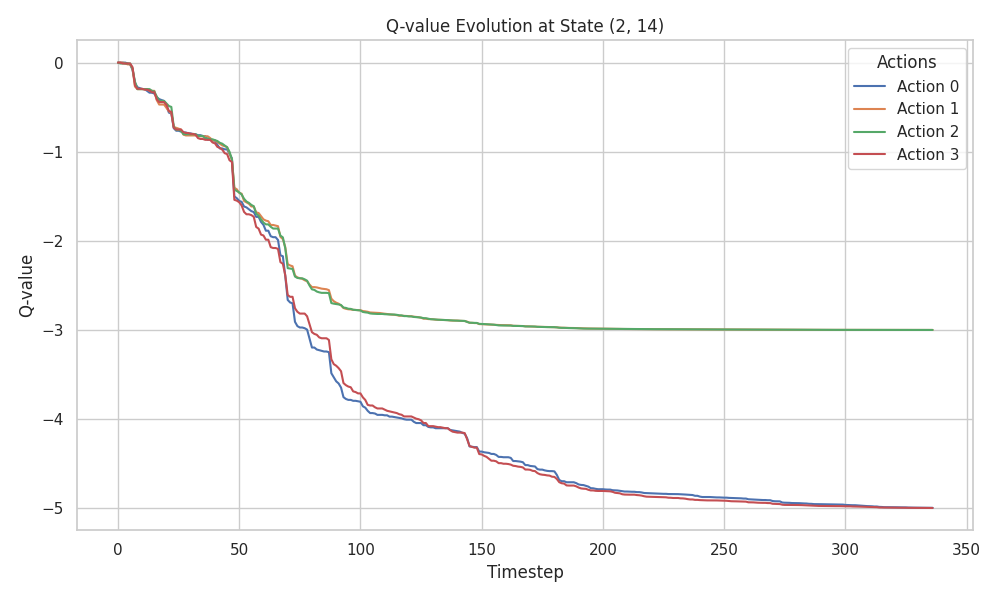 Q-value Evolution at State (2, 14)
Actions
Action 0
Action 1
Action 2
Action 3
Q-value
0
−1
−2
−3
−4
−5
0
50
100
150
200
250
300
350
Timestep